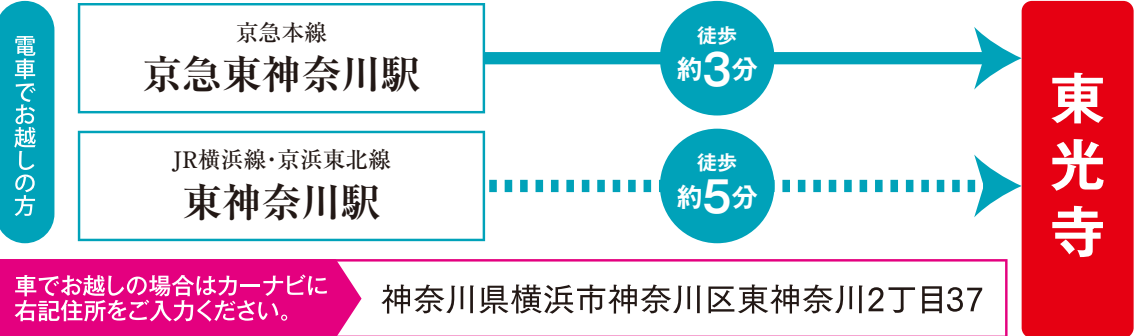 電車でお越しの方
京急本線
京急東神奈川駅
徒歩
約3分
JR横浜線・京浜東北線
東神奈川駅
徒歩
約5分
東光寺
車でお越しの場合はカーナビに
右記住所をご入力ください。
神奈川県横浜市神奈川区東神奈川2丁目37